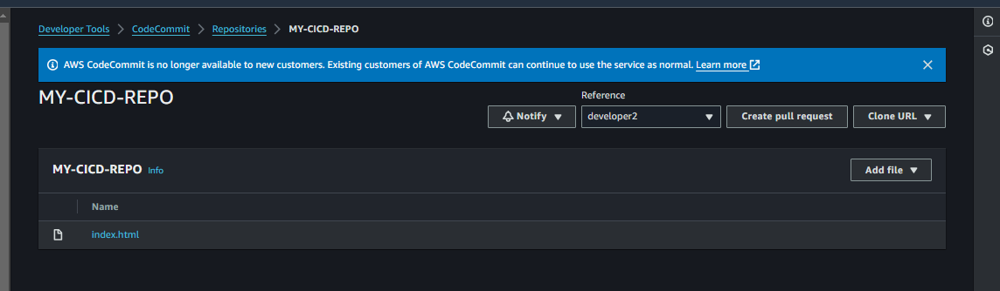 Developer Tools > CodeCommit > Repositories > MY-CICD-REPO
AWS CodeCommit is no longer available to new customers. Existing customers of AWS CodeCommit can continue to use the service as normal. Learn more
MY-CICD-REPO
Reference
Notify
developer2
Create pull request
Clone URL
MY-CICD-REPO Info
Add file
Name
index.html